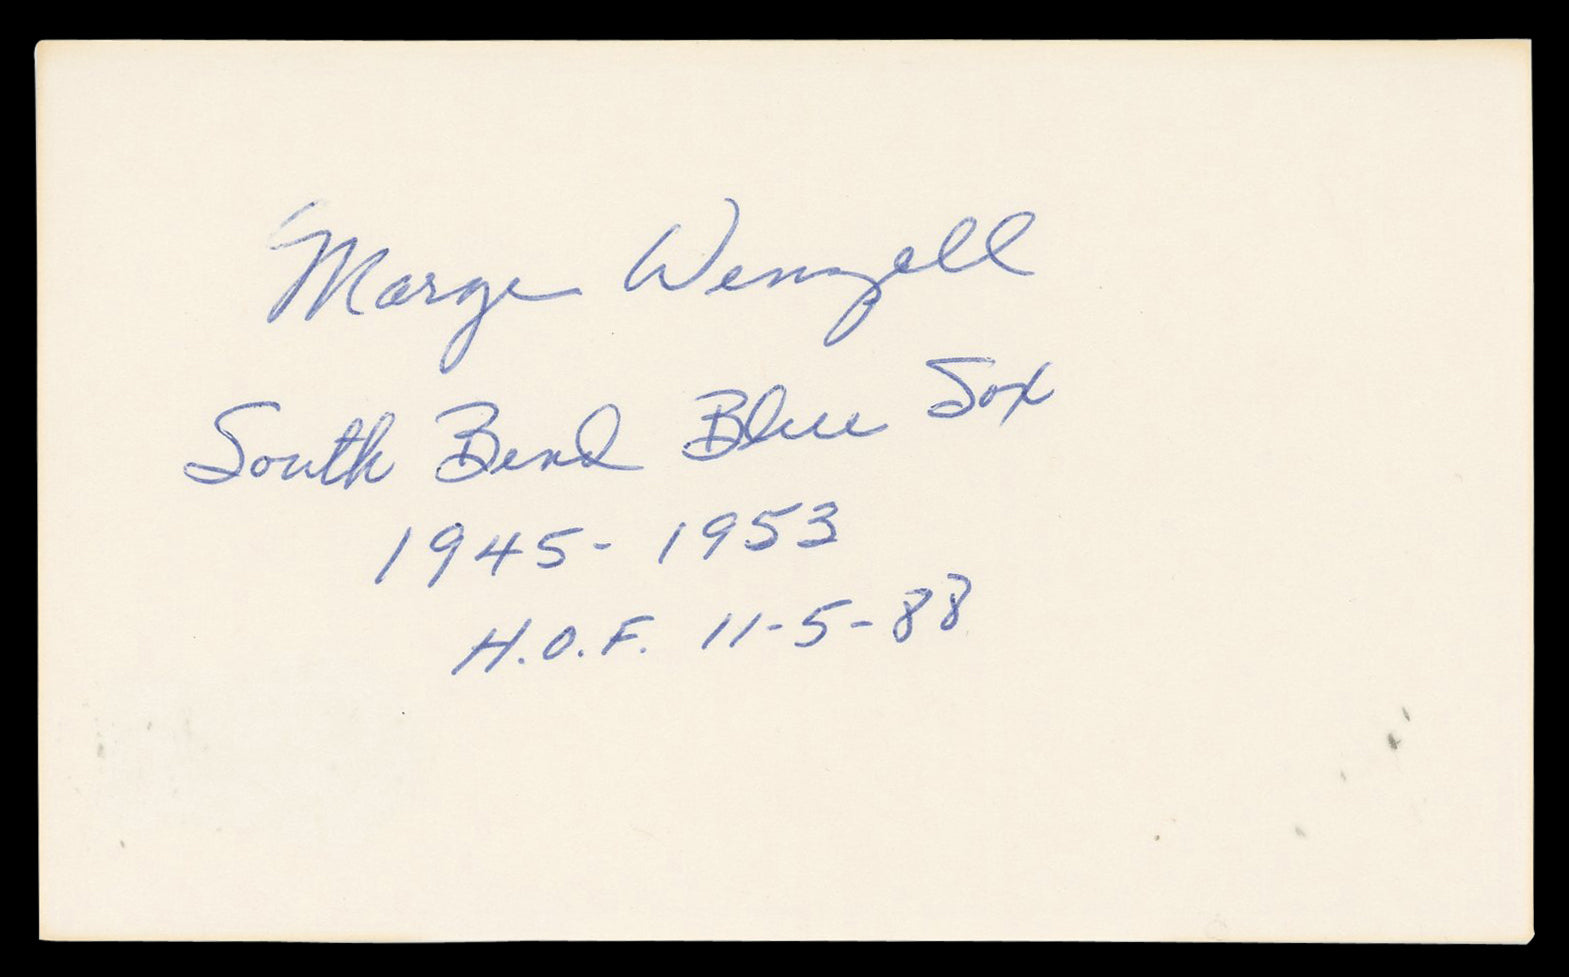 Marge Wenzell
South Bend Blue Sox
1945- 1953
H.O.F. 11-5-88